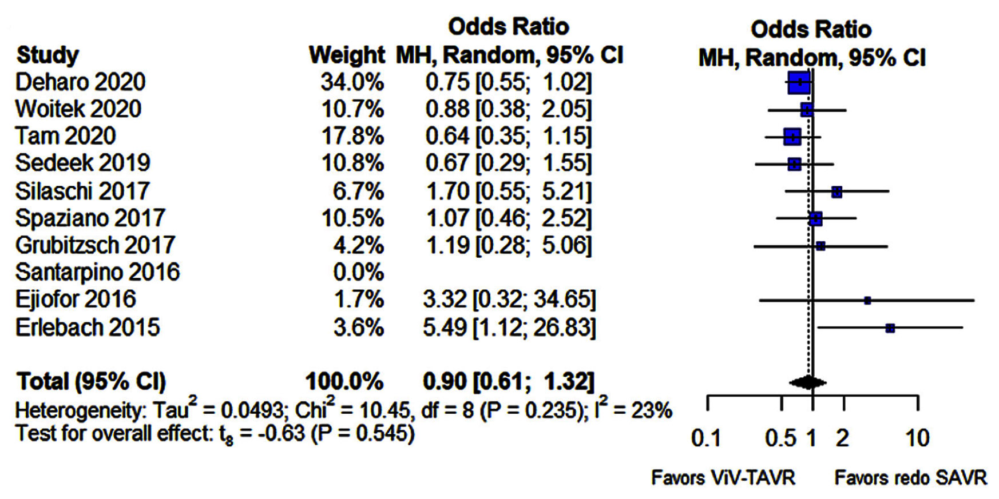 Odds Ratio Odds Ratio
Study Weight MH, Random, 95% CI MH, Random, 95% CI
Deharo 2020 34.0% 0.75 [0.55; 1.02]
Woitek 2020 10.7% 0.88 [0.38; 2.05]
Tam 2020 17.8% 0.64 [0.35; 1.15]
Sedeek 2019 10.8% 0.67 [0.29; 1.55]
Silaschi 2017 6.7% 1.70 [0.55; 5.21]
Spaziano 2017 10.5% 1.07 [0.46; 2.52]
Grubitzsch 2017 4.2% 1.19 [0.28; 5.06]
Santarpino 2016 0.0%
Ejiofor 2016 1.7% 3.32 [0.32; 34.65]
Erlebach 2015 3.6% 5.49 [1.12; 26.83]
Total (95% CI) 100.0% 0.90 [0.61; 1.32]
Heterogeneity: Tau² = 0.0493; Chi² = 10.45, df = 8 (P = 0.235); I² = 23%
Test for overall effect: t₈ = -0.63 (P = 0.545)
0.1 0.5 1 2 10
Favors ViV-TAVR Favors redo SAVR